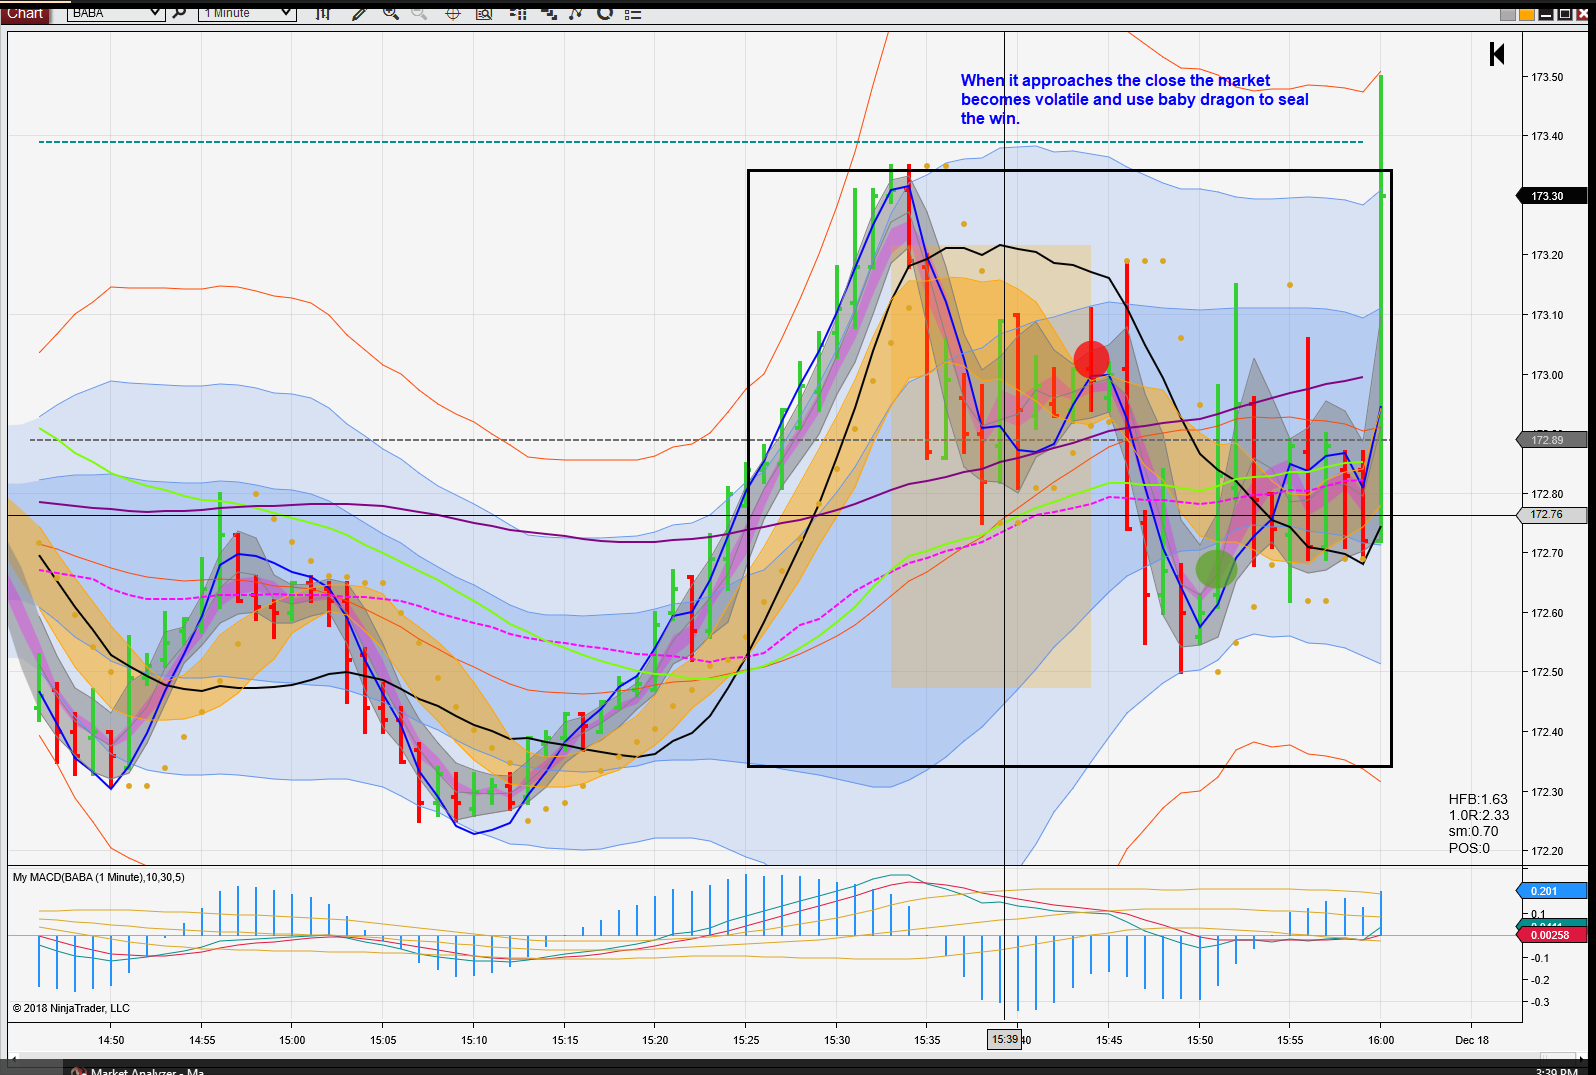 Chart
BABA
1 Minute
When it approaches the close the market
becomes volatile and use baby dragon to seal
the win.
173.50
173.40
173.30
173.20
173.10
173.00
172.89
172.80
172.76
172.70
172.60
172.50
172.40
172.30
172.20
HFB:1.63
1.0R:2.33
sm:0.70
POS:0
My MACD(BABA (1 Minute),10,30,5)
0.201
0.1
0.00258
-0.1
-0.2
-0.3
© 2018 NinjaTrader, LLC
14:50 14:55 15:00 15:05 15:10 15:15 15:20 15:25 15:30 15:35 15:39 :40 15:45 15:50 15:55 16:00 Dec 18
Market Analyzer - Ma
3:39 PM